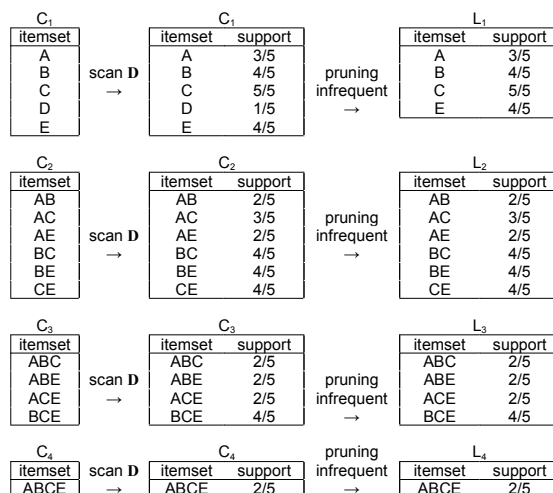 C₁ C₁ L₁
itemset itemset support itemset support
A A 3/5 A 3/5
B scan D B 4/5 pruning B 4/5
C → C 5/5 infrequent C 5/5
D D 1/5 → E 4/5
E E 4/5
C₂ C₂ L₂
itemset itemset support itemset support
AB AB 2/5 AB 2/5
AC AC 3/5 pruning AC 3/5
AE scan D AE 2/5 infrequent AE 2/5
BC → BC 4/5 → BC 4/5
BE BE 4/5 BE 4/5
CE CE 4/5 CE 4/5
C₃ C₃ L₃
itemset itemset support itemset support
ABC ABC 2/5 ABC 2/5
ABE scan D ABE 2/5 pruning ABE 2/5
ACE → ACE 2/5 infrequent ACE 2/5
BCE BCE 4/5 → BCE 4/5
C₄ C₄ pruning L₄
itemset scan D itemset support infrequent itemset support
ABCE → ABCE 2/5 → ABCE 2/5